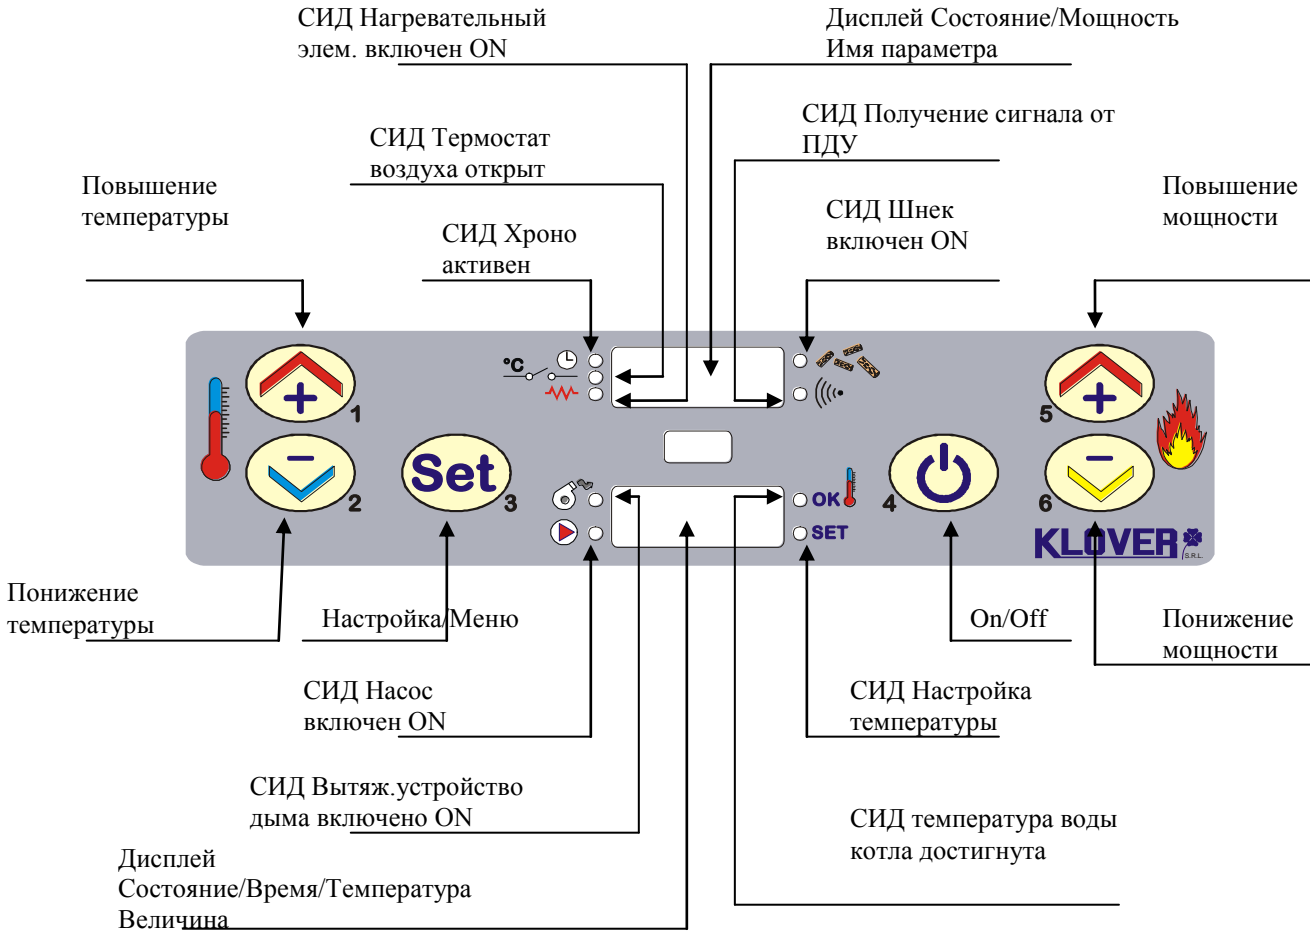 СИД Нагревательный
элем. включен ON
Дисплей Состояние/Мощность
Имя параметра
СИД Термостат
воздуха открыт
СИД Получение сигнала от
ПДУ
Повышение
температуры
СИД Хроно
активен
СИД Шнек
включен ON
Повышение
мощности
°C
+
1
+
5
-
2
Set
3
OK
SET
4
-
6
KLOVER
S.R.L.
Понижение
температуры
Настройка/Меню
On/Off
Понижение
мощности
СИД Насос
включен ON
СИД Настройка
температуры
СИД Вытяж.устройство
дыма включено ON
СИД температура воды
котла достигнута
Дисплей
Состояние/Время/Температура
Величина